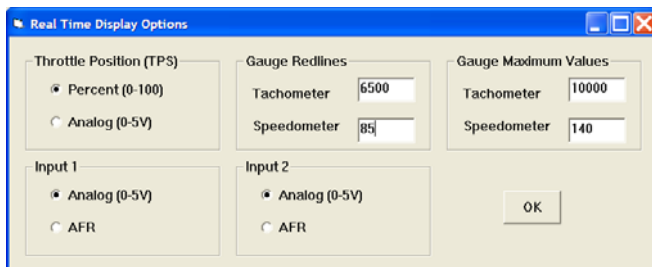 Real Time Display Options
Throttle Position (TPS)
Percent (0-100)
Analog (0-5V)
Gauge Redlines
Tachometer 6500
Speedometer 85
Gauge Maximum Values
Tachometer 10000
Speedometer 140
Input 1
Analog (0-5V)
AFR
Input 2
Analog (0-5V)
AFR
OK